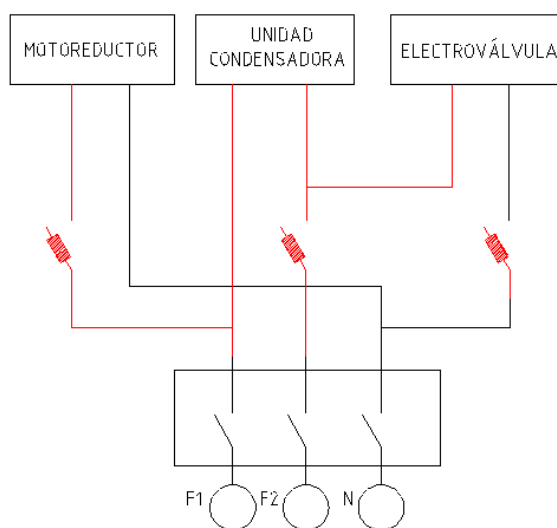 MOTOREDUCTOR
UNIDAD
CONDENSADORA
ELECTROVÁLVULA
F1
F2
N